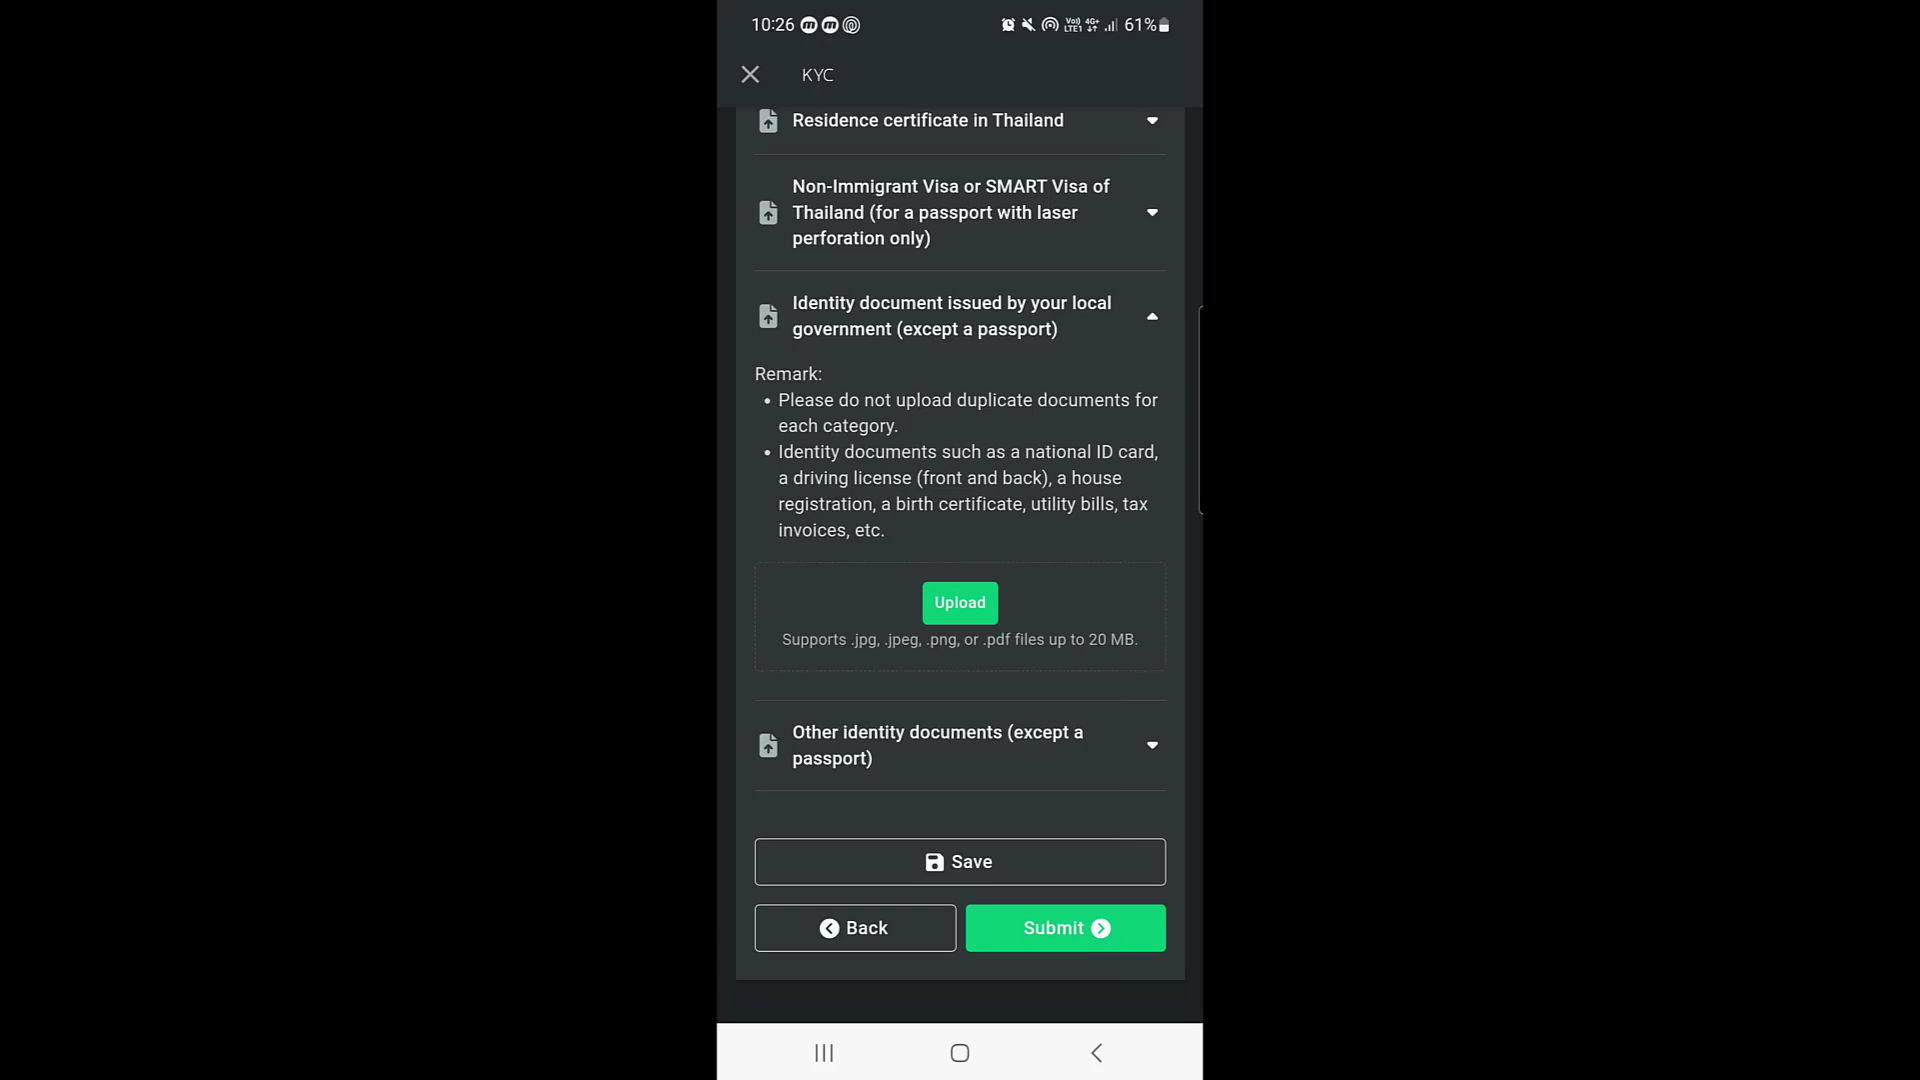 10:26
Vo)) LTE1 4G+ 61%
KYC
Residence certificate in Thailand
Non-Immigrant Visa or SMART Visa of
Thailand (for a passport with laser
perforation only)
Identity document issued by your local
government (except a passport)
Remark:
• Please do not upload duplicate documents for
each category.
• Identity documents such as a national ID card,
a driving license (front and back), a house
registration, a birth certificate, utility bills, tax
invoices, etc.
Upload
Supports .jpg, .jpeg, .png, or .pdf files up to 20 MB.
Other identity documents (except a
passport)
Save
Back
Submit